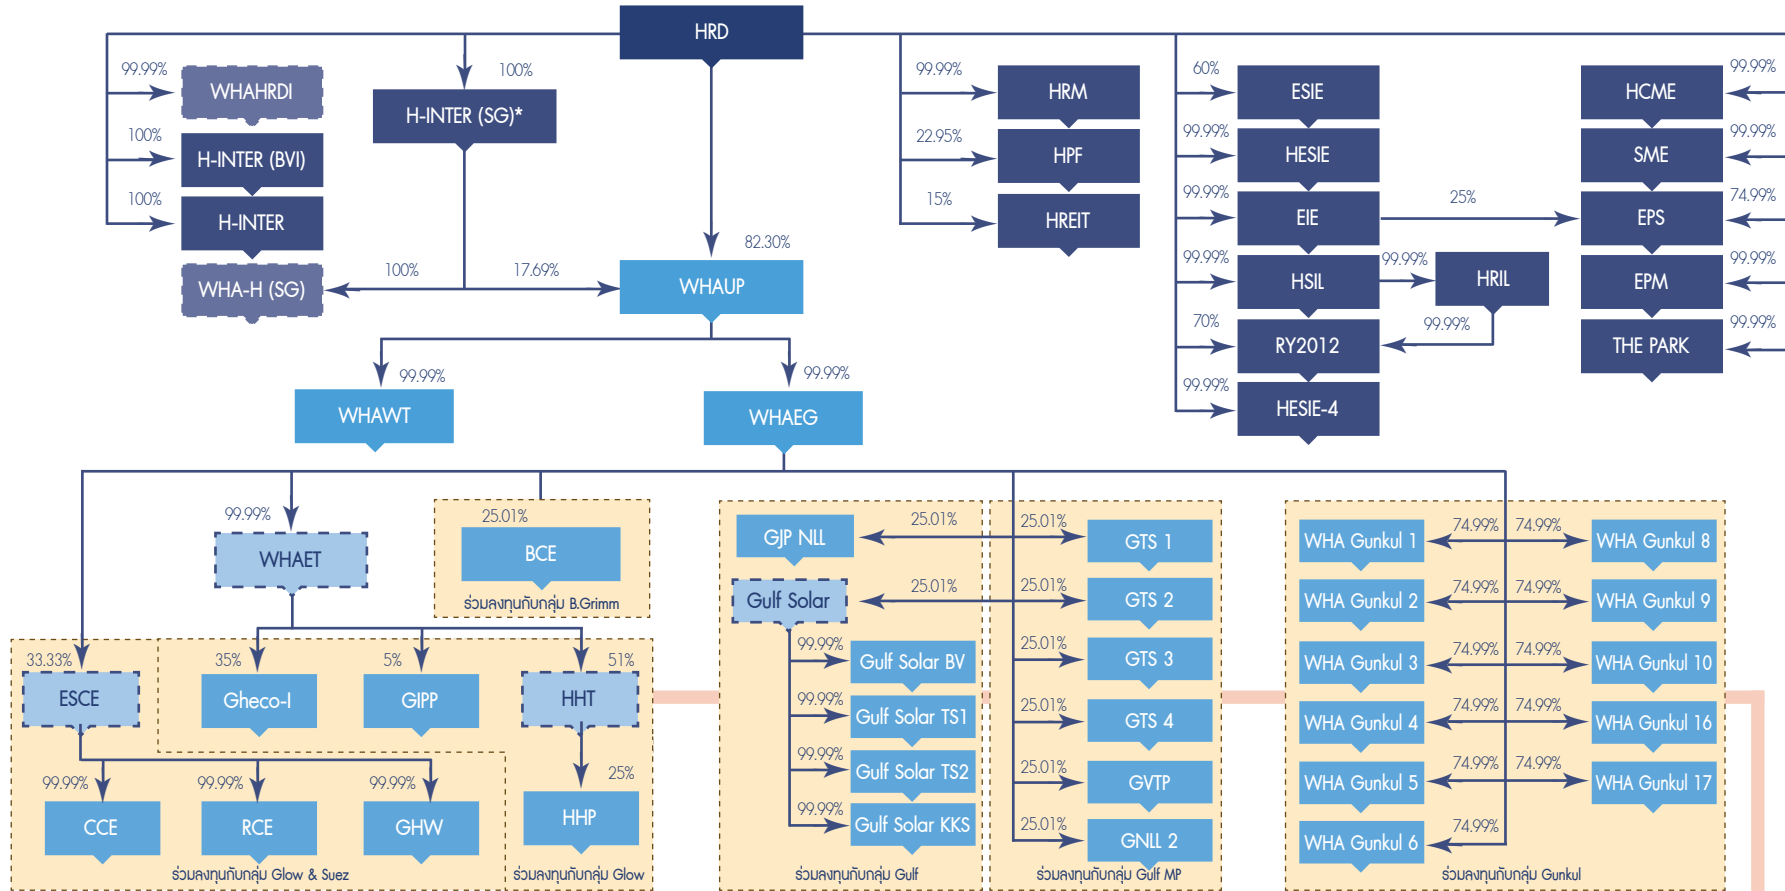 HRD
99.99%
WHAHRDI
100%
H-INTER (BVI)
100%
H-INTER
WHA-H (SG)
100%
H-INTER (SG)*
100%
17.69%
82.30%
WHAUP
99.99%
HRM
22.95%
HPF
15%
HREIT
60%
ESIE
99.99%
HESIE
99.99%
EIE
25%
99.99%
HSIL
99.99%
HRIL
70%
RY2012
99.99%
99.99%
HESIE-4
99.99%
HCME
99.99%
SME
74.99%
EPS
99.99%
EPM
99.99%
THE PARK
99.99%
WHAWT
99.99%
WHAEG
99.99%
WHAET
25.01%
BCE
ร่วมลงทุนกับกลุ่ม B.Grimm
33.33%
ESCE
35%
Gheco-I
5%
GIPP
51%
HHT
99.99%
CCE
99.99%
RCE
99.99%
GHW
25%
HHP
ร่วมลงทุนกับกลุ่ม Glow & Suez
ร่วมลงทุนกับกลุ่ม Glow
GJP NLL
25.01%
Gulf Solar
25.01%
99.99%
Gulf Solar BV
99.99%
Gulf Solar TS1
99.99%
Gulf Solar TS2
99.99%
Gulf Solar KKS
ร่วมลงทุนกับกลุ่ม Gulf
25.01%
GTS 1
25.01%
GTS 2
25.01%
GTS 3
25.01%
GTS 4
25.01%
GVTP
25.01%
GNLL 2
ร่วมลงทุนกับกลุ่ม Gulf MP
WHA Gunkul 1
74.99%
74.99%
WHA Gunkul 8
WHA Gunkul 2
74.99%
74.99%
WHA Gunkul 9
WHA Gunkul 3
74.99%
74.99%
WHA Gunkul 10
WHA Gunkul 4
74.99%
74.99%
WHA Gunkul 16
WHA Gunkul 5
74.99%
74.99%
WHA Gunkul 17
WHA Gunkul 6
74.99%
ร่วมลงทุนกับกลุ่ม Gunkul